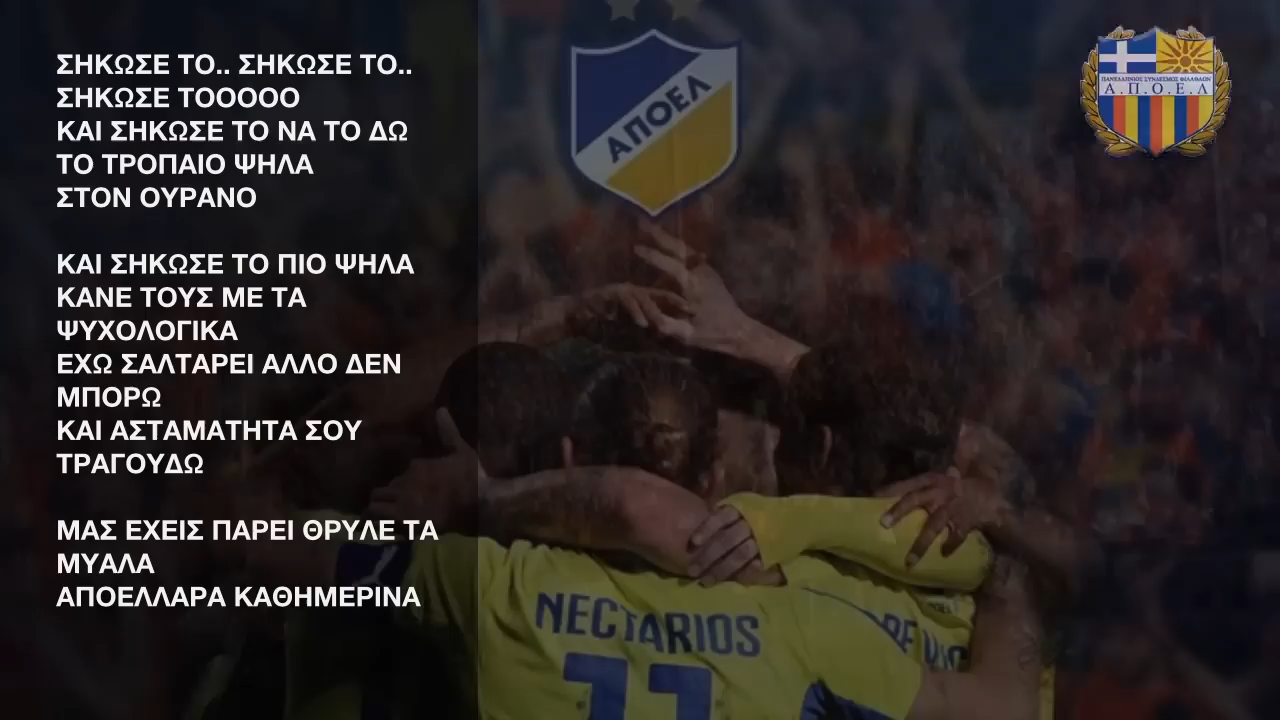 ΣΗΚΩΣΕ ΤΟ.. ΣΗΚΩΣΕ ΤΟ..
ΣΗΚΩΣΕ ΤΟΟΟΟΟ
ΚΑΙ ΣΗΚΩΣΕ ΤΟ ΝΑ ΤΟ ΔΩ
ΤΟ ΤΡΟΠΑΙΟ ΨΗΛΑ
ΣΤΟΝ ΟΥΡΑΝΟ
ΚΑΙ ΣΗΚΩΣΕ ΤΟ ΠΙΟ ΨΗΛΑ
ΚΑΝΕ ΤΟΥΣ ΜΕ ΤΑ
ΨΥΧΟΛΟΓΙΚΑ
ΕΧΩ ΣΑΛΤΑΡΕΙ ΑΛΛΟ ΔΕΝ
ΜΠΟΡΩ
ΚΑΙ ΑΣΤΑΜΑΤΗΤΑ ΣΟΥ
ΤΡΑΓΟΥΔΩ
ΜΑΣ ΕΧΕΙΣ ΠΑΡΕΙ ΘΡΥΛΕ ΤΑ
ΜΥΑΛΑ
ΑΠΟΕΛΛΑΡΑ ΚΑΘΗΜΕΡΙΝΑ
ΑΠΟΕΛ
ΠΑΝΕΛΛΗΝΙΟΣ ΣΥΝΔΕΣΜΟΣ ΦΙΛΑΘΛΩΝ
Α.Π.Ο.Ε.Λ
NECTARIOS
11